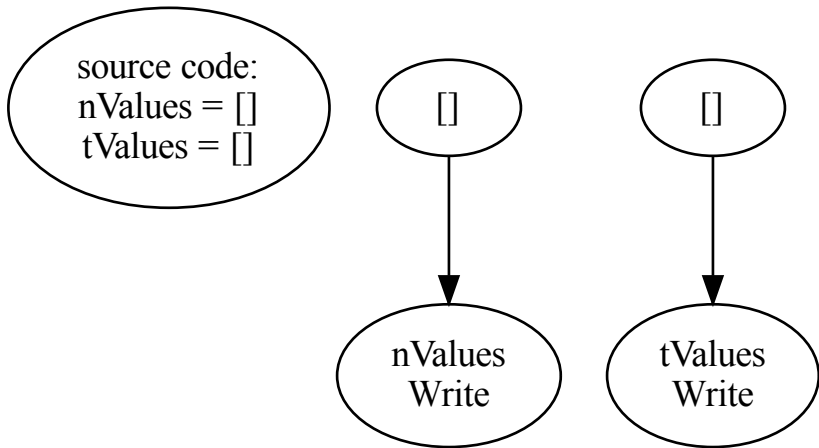 source code:
nValues = []
tValues = []
[]
[]
nValues
Write
tValues
Write